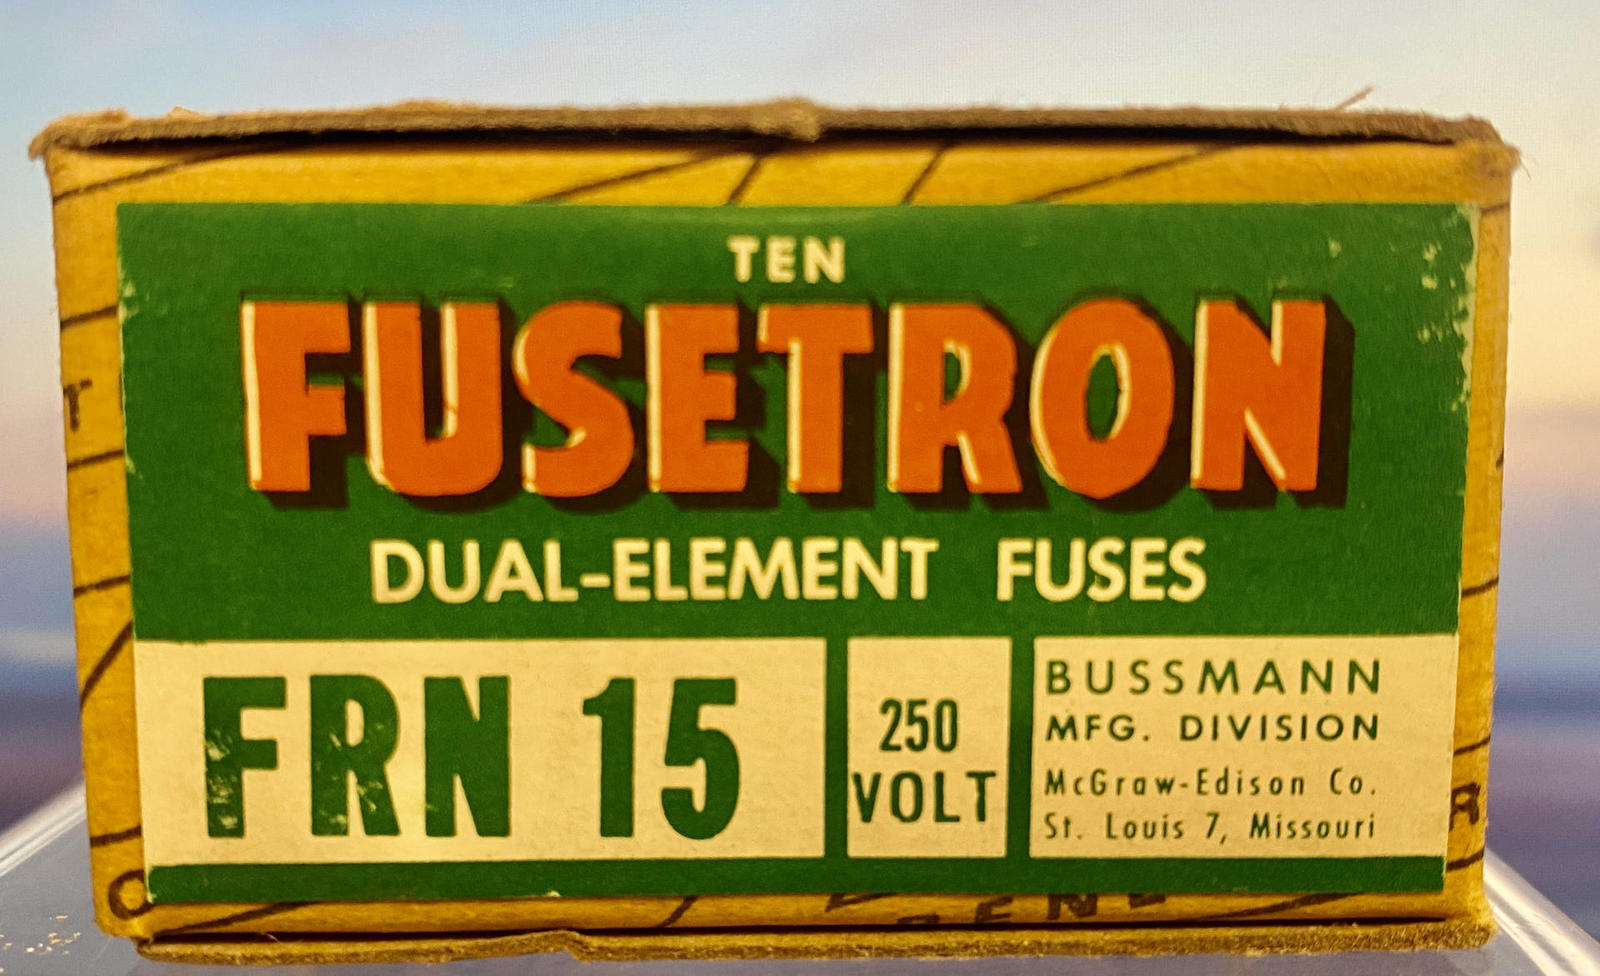 TEN
FUSETRON
DUAL-ELEMENT FUSES
FRN 15
250
VOLT
BUSSMANN
MFG. DIVISION
McGraw-Edison Co.
St. Louis 7, Missouri